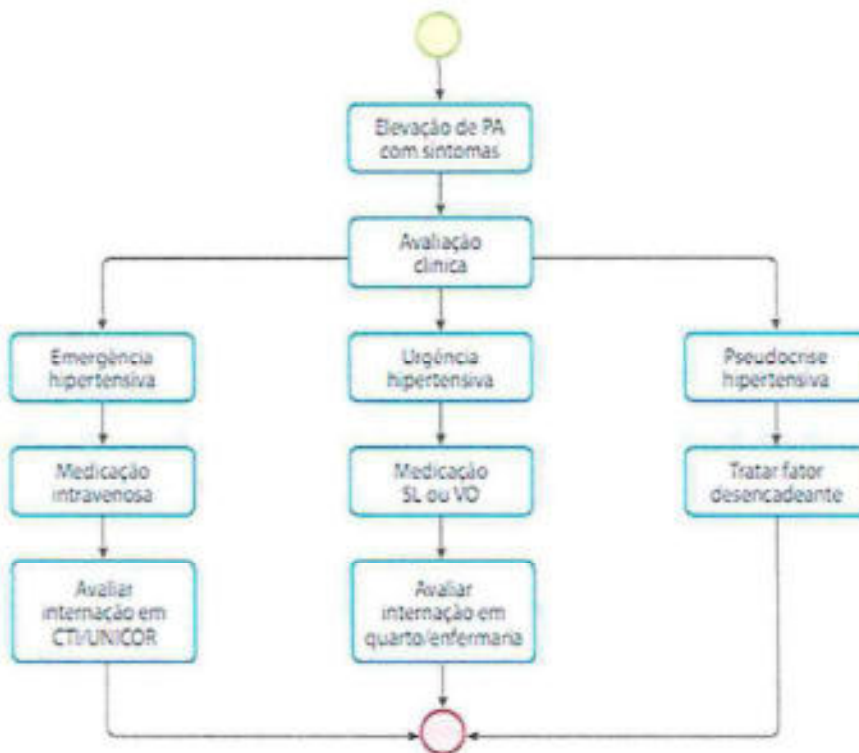 Elevação de PA
com sintomas
Avaliação
clínica
Emergência
hipertensiva
Urgência
hipertensiva
Pseudocrise
hipertensiva
Medicação
intravenosa
Medicação
SL ou VO
Tratar fator
desencadeante
Avaliar
internação em
CTI/UNICOR
Avaliar
internação em
quarto/enfermaria